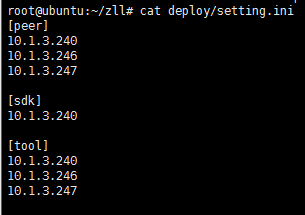 root@ubuntu:~/zll# cat deploy/setting.ini
[peer]
10.1.3.240
10.1.3.246
10.1.3.247
[sdk]
10.1.3.240
[tool]
10.1.3.240
10.1.3.246
10.1.3.247